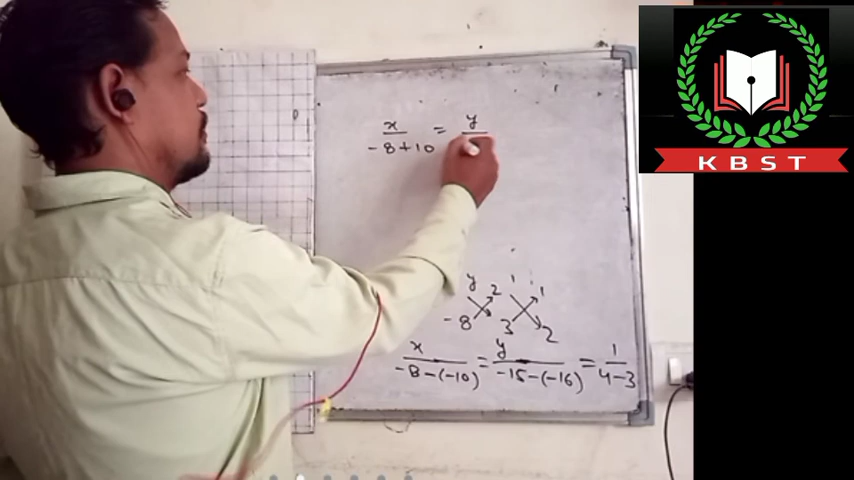 x/-8+10 = y/
y 2 1 1
-8 3 2
x/-8-(-10) = y/-15-(-16) = 1/4-3
KBST